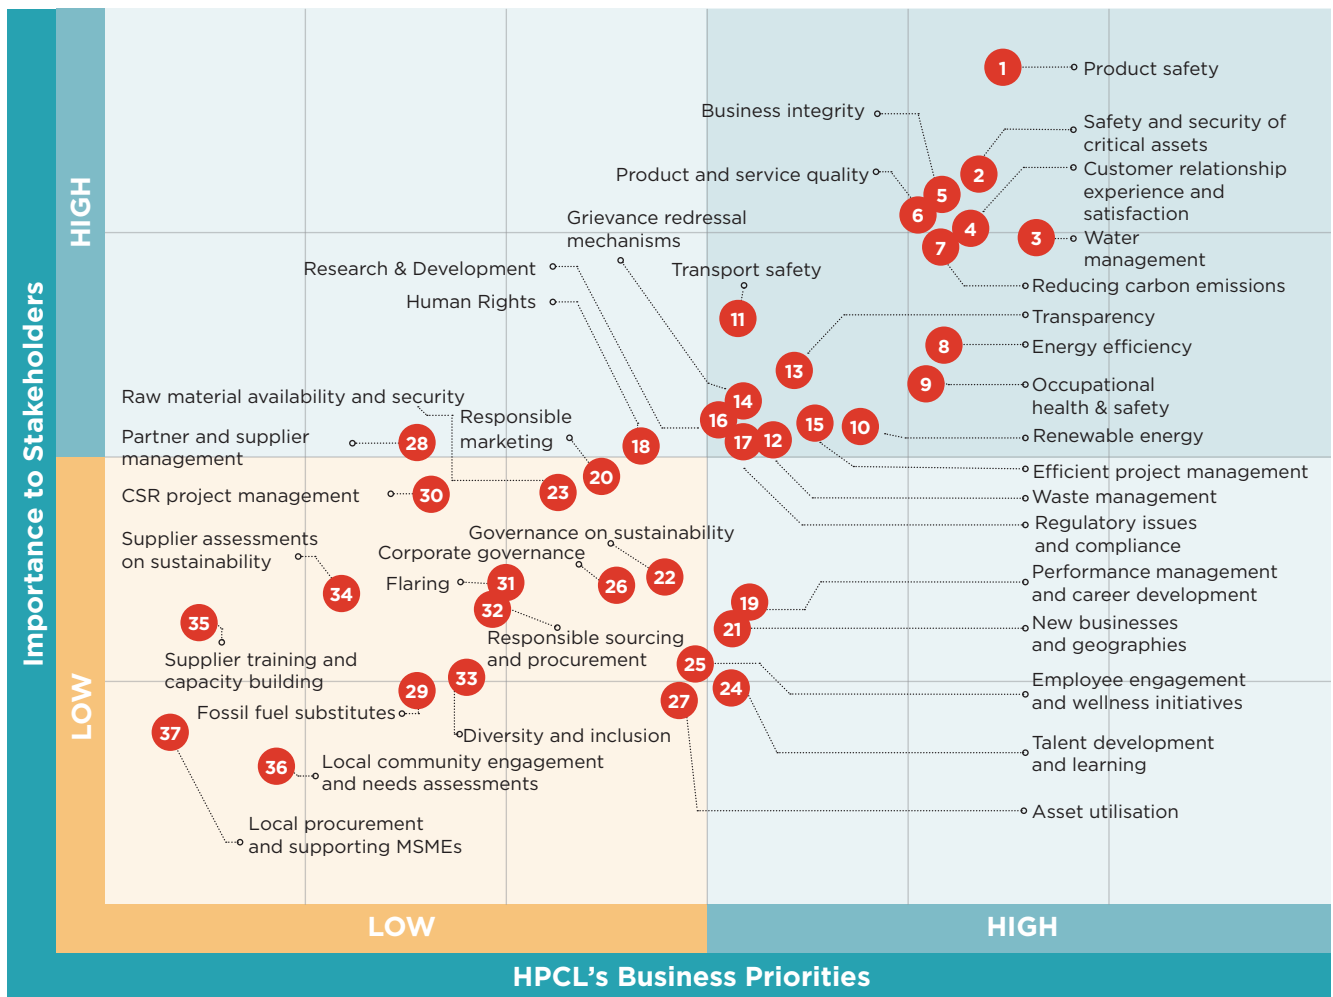 1
Product safety
Business integrity
Safety and security of
critical assets
2
Product and service quality
Customer relationship
experience and
satisfaction
5
6
4
3
Water
management
7
Grievance redressal
mechanisms
Research & Development
Transport safety
Human Rights
Reducing carbon emissions
11
Transparency
8
Energy efficiency
13
9
Occupational
health & safety
Raw material availability and security
14
16
15
10
Renewable energy
17
12
18
Responsible
marketing
Partner and supplier
management
28
20
Efficient project management
CSR project management
30
23
Waste management
Regulatory issues
and compliance
Supplier assessments
on sustainability
Governance on sustainability
Corporate governance
Flaring
31
26
22
34
32
Performance management
and career development
19
35
21
New businesses
and geographies
Responsible sourcing
and procurement
Supplier training and
capacity building
25
33
29
24
27
Employee engagement
and wellness initiatives
Fossil fuel substitutes
37
Diversity and inclusion
Talent development
and learning
36
Local community engagement
and needs assessments
Asset utilisation
Local procurement
and supporting MSMEs
HIGH
LOW
Importance to Stakeholders
LOW
HIGH
HPCL's Business Priorities